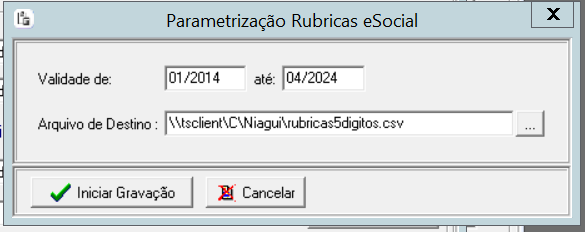 Parametrização Rubricas eSocial
Validade de: 01/2014 até: 04/2024
Arquivo de Destino : \\tsclient\C\Niagui\rubricas5digitos.csv ...
Iniciar Gravação Cancelar